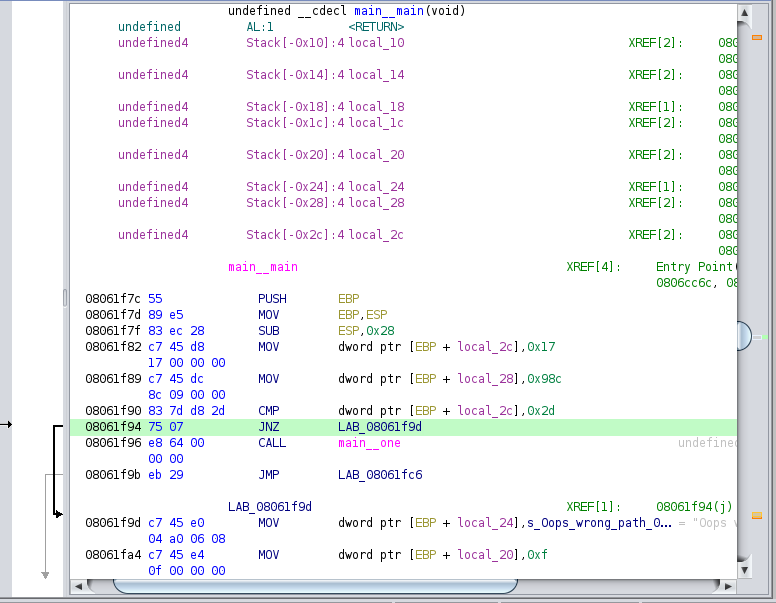 undefined __cdecl main__main(void)
undefined AL:1 <RETURN>
undefined4 Stack[-0x10]:4 local_10 XREF[2]: 080
080
undefined4 Stack[-0x14]:4 local_14 XREF[2]: 080
080
undefined4 Stack[-0x18]:4 local_18 XREF[1]: 080
undefined4 Stack[-0x1c]:4 local_1c XREF[2]: 080
080
undefined4 Stack[-0x20]:4 local_20 XREF[2]: 080
080
undefined4 Stack[-0x24]:4 local_24 XREF[1]: 080
undefined4 Stack[-0x28]:4 local_28 XREF[2]: 080
080
undefined4 Stack[-0x2c]:4 local_2c XREF[2]: 080
080
main__main XREF[4]: Entry Point(
0806cc6c, 08
08061f7c 55 PUSH EBP
08061f7d 89 e5 MOV EBP,ESP
08061f7f 83 ec 28 SUB ESP,0x28
08061f82 c7 45 d8 MOV dword ptr [EBP + local_2c],0x17
17 00 00 00
08061f89 c7 45 dc MOV dword ptr [EBP + local_28],0x98c
8c 09 00 00
08061f90 83 7d d8 2d CMP dword ptr [EBP + local_2c],0x2d
08061f94 75 07 JNZ LAB_08061f9d
08061f96 e8 64 00 CALL main__one undefined
00 00
08061f9b eb 29 JMP LAB_08061fc6
LAB_08061f9d XREF[1]: 08061f94(j)
08061f9d c7 45 e0 MOV dword ptr [EBP + local_24],s_Oops_wrong_path_0... = "Oops w
04 a0 06 08
08061fa4 c7 45 e4 MOV dword ptr [EBP + local_20],0xf
0f 00 00 00